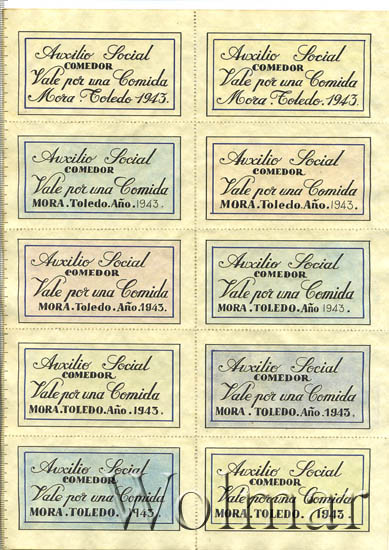 Auxilio Social
COMEDOR
Vale por una Comida
Mora Toledo 1943.
Auxilio Social
COMEDOR
Vale por una Comida
Mora Toledo 1943.
Auxilio Social
COMEDOR
Vale por una Comida
MORA.Toledo.Año.1943.
Auxilio Social
COMEDOR
Vale por una Comida
MORA.Toledo.Año.1943.
Auxilio Social
COMEDOR
Vale por una Comida
MORA.Toledo.Año.1943.
Auxilio Social
COMEDOR
Vale por una Comida
MORA.TOLEDO.Año 1943.
Auxilio Social
COMEDOR
Vale por una Comida
MORA.TOLEDO.Año.1943.
Auxilio Social
COMEDOR
Vale por una Comida
MORA.TOLEDO.Año.1943.
Auxilio Social
COMEDOR
Vale por una Comida
MORA.TOLEDO. 1943.
Auxilio Social
COMEDOR
Vale por una Comida
MORA.TOLEDO. 1943.
Wolmar